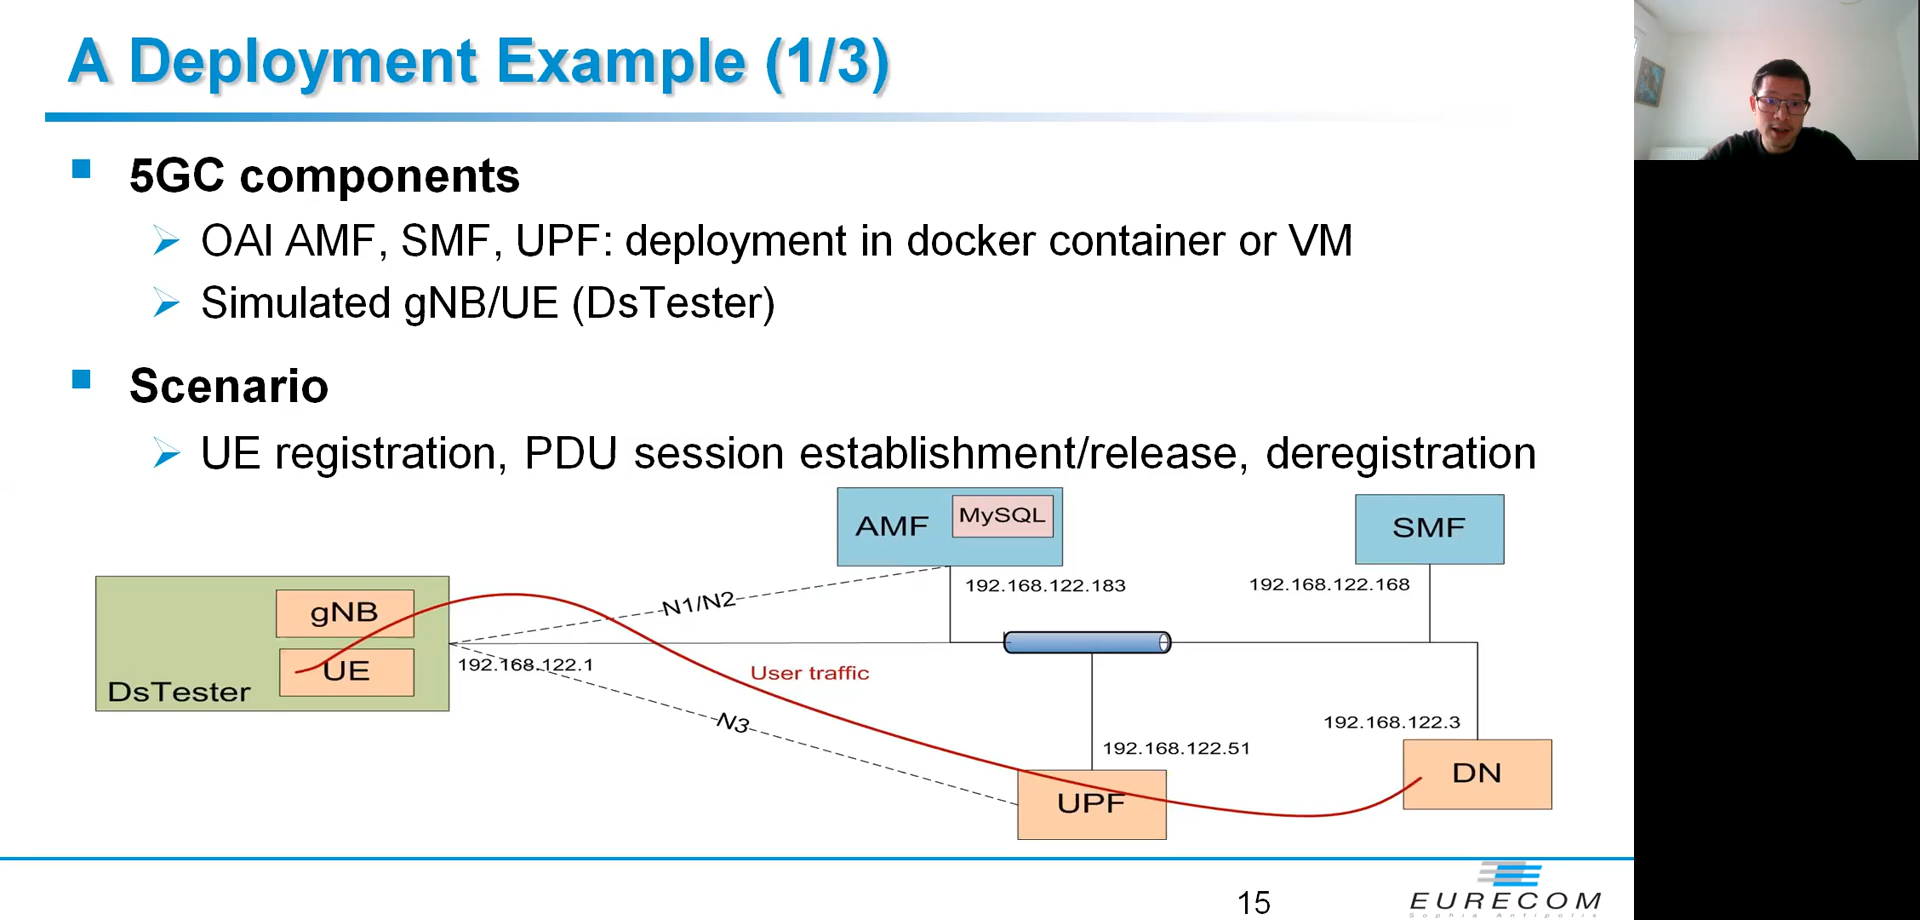 A Deployment Example (1/3)
5GC components
OAI AMF, SMF, UPF: deployment in docker container or VM
Simulated gNB/UE (DsTester)
Scenario
UE registration, PDU session establishment/release, deregistration
AMF
MySQL
SMF
192.168.122.183
192.168.122.168
gNB
N1/N2
UE
192.168.122.1
DsTester
User traffic
N3
192.168.122.3
192.168.122.51
DN
UPF
15
EURECOM
Sophia Antipolis